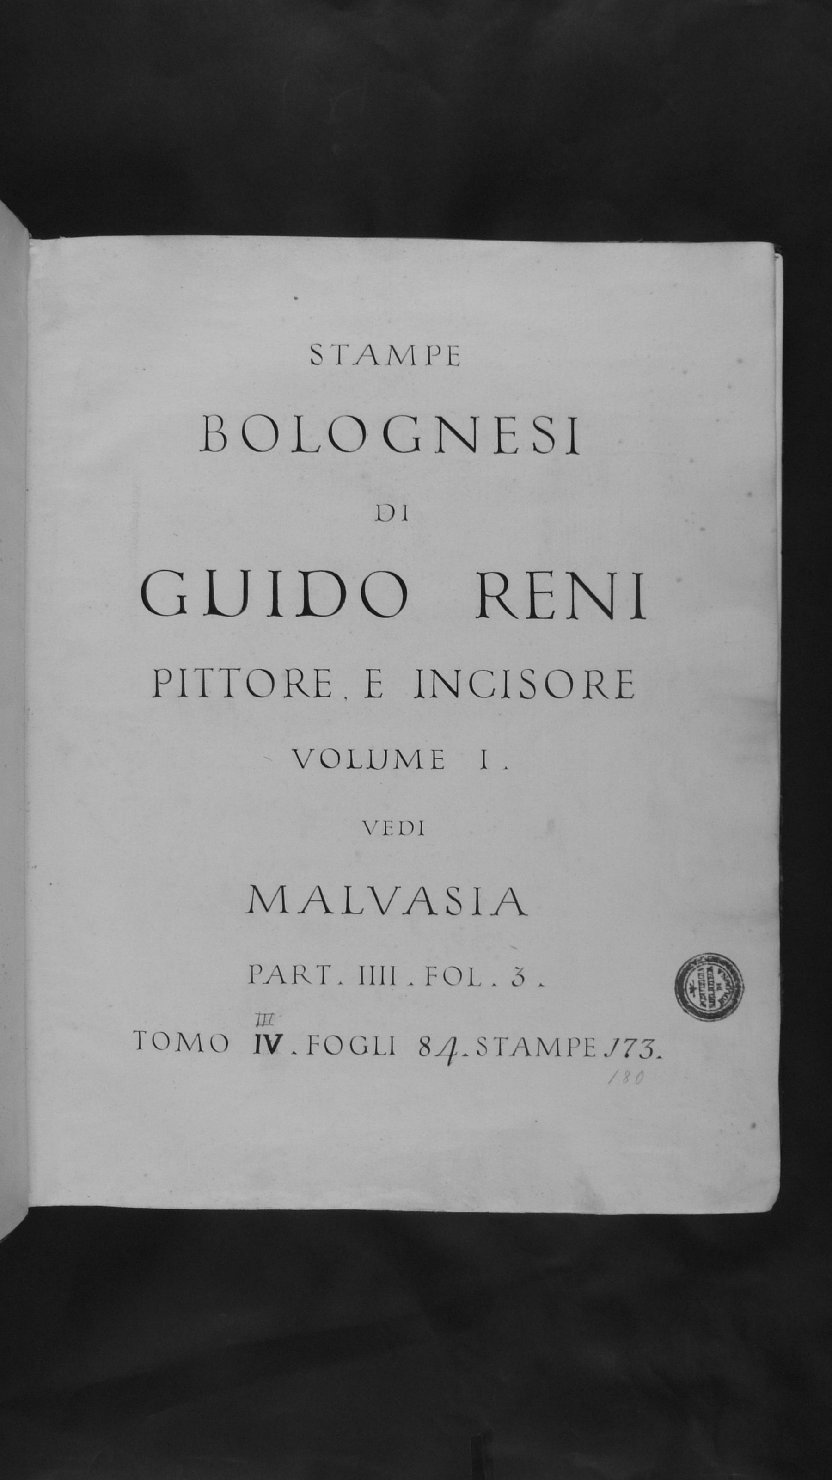 STAMPE
BOLOGNESI
DI
GUIDO RENI
PITTORE, E INCISORE
VOLUME I.
VEDI
MALVASIA
PART. IIII. FOL. 3.
III
TOMO IV. FOGLI 84. STAMPE 173.
180